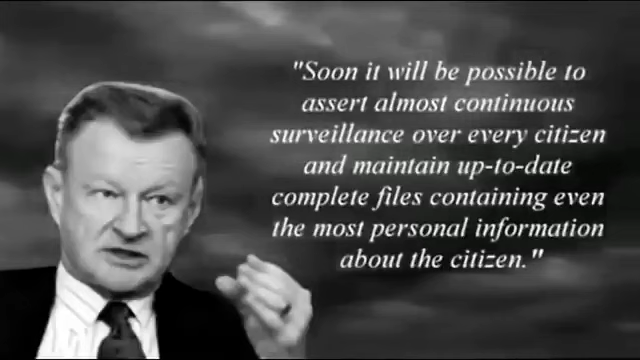 "Soon it will be possible to
assert almost continuous
surveillance over every citizen
and maintain up-to-date
complete files containing even
the most personal information
about the citizen."